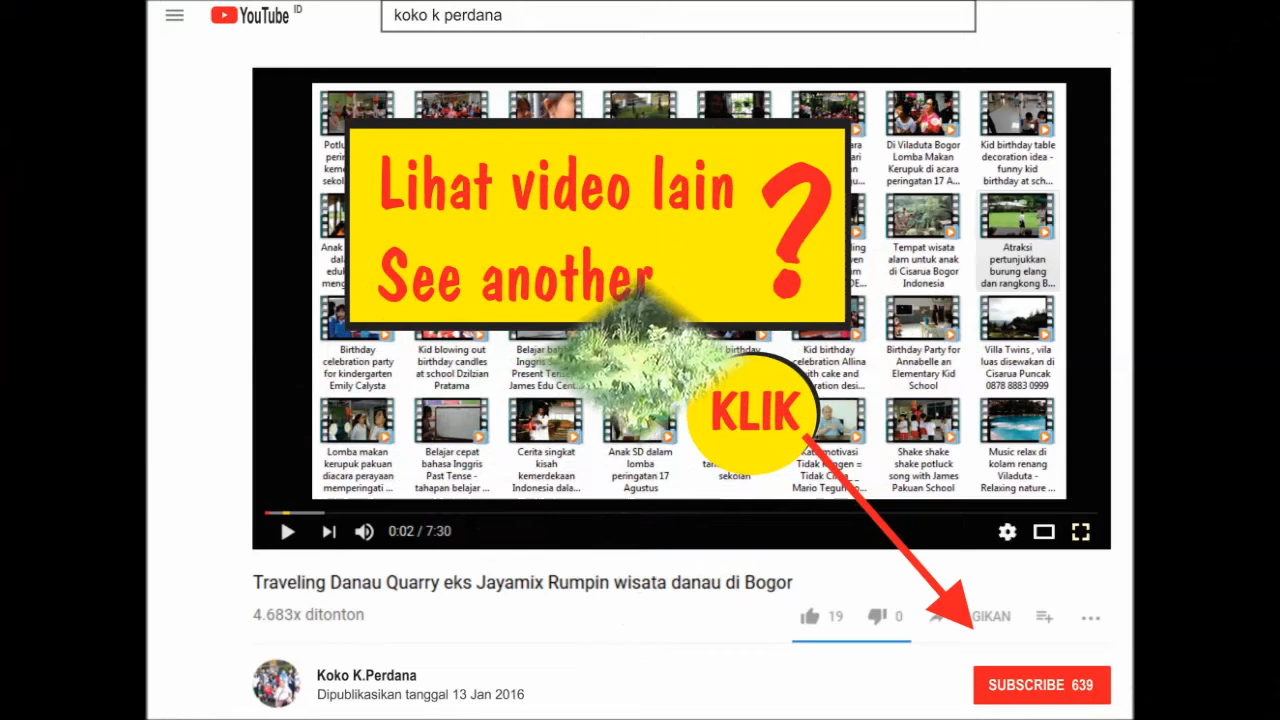 YouTube ID
koko k perdana
Lihat video lain
See another
?
Di Viladuta Bogor
Lomba Makan
Kerupuk di acara
peringatan 17 A...
Kid birthday table
decoration idea -
funny kid
birthday at sch...
Tempat wisata
alam untuk anak
di Cisarua Bogor
Indonesia
Atraksi
pertunjukkan
burung elang
dan rangkong B...
Birthday
celebration party
for kindergarten
Emily Calysta
Kid blowing out
birthday candles
at school Dzilzian
Pratama
Kid birthday
celebration Allina
with cake and
Birthday Party for
Annabelle an
Elementary Kid
School
Villa Twins , vila
luas disewakan di
Cisarua Puncak
0878 8883 0999
KLIK
Lomba makan
kerupuk pakuan
diacara perayaan
memperingati ...
Belajar cepat
bahasa Inggris
Past Tense -
tahapan belajar ...
Cerita singkat
kisah
kemerdekaan
Indonesia dala...
Anak SD dalam
lomba
peringatan 17
Agustus
sekolah
Kata motivasi
Shake shake
shake potluck
song with James
Pakuan School
Music relax di
kolam renang
Viladuta -
Relaxing nature ...
0:02 / 7:30
Traveling Danau Quarry eks Jayamix Rumpin wisata danau di Bogor
4.683x ditonton
19
0
GIKAN
Koko K.Perdana
Dipublikasikan tanggal 13 Jan 2016
SUBSCRIBE 639